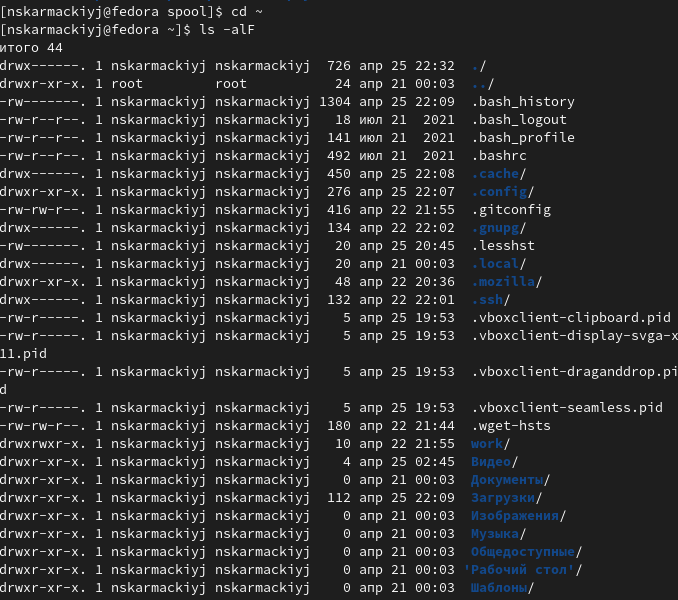 [nskarmackiyj@fedora spool]$ cd ~
[nskarmackiyj@fedora ~]$ ls -alF
итого 44
drwx------. 1 nskarmackiyj nskarmackiyj  726 апр 25 22:32  ./
drwxr-xr-x. 1 root         root           24 апр 21 00:03  ../
-rw-------. 1 nskarmackiyj nskarmackiyj 1304 апр 25 22:09  .bash_history
-rw-r--r--. 1 nskarmackiyj nskarmackiyj   18 июл 21  2021  .bash_logout
-rw-r--r--. 1 nskarmackiyj nskarmackiyj  141 июл 21  2021  .bash_profile
-rw-r--r--. 1 nskarmackiyj nskarmackiyj  492 июл 21  2021  .bashrc
drwx------. 1 nskarmackiyj nskarmackiyj  450 апр 25 22:08  .cache/
drwxr-xr-x. 1 nskarmackiyj nskarmackiyj  276 апр 25 22:07  .config/
-rw-rw-r--. 1 nskarmackiyj nskarmackiyj  416 апр 22 21:55  .gitconfig
drwx------. 1 nskarmackiyj nskarmackiyj  134 апр 22 22:02  .gnupg/
-rw-------. 1 nskarmackiyj nskarmackiyj   20 апр 25 20:45  .lesshst
drwx------. 1 nskarmackiyj nskarmackiyj   20 апр 21 00:03  .local/
drwxr-xr-x. 1 nskarmackiyj nskarmackiyj   48 апр 22 20:36  .mozilla/
drwx------. 1 nskarmackiyj nskarmackiyj  132 апр 22 22:01  .ssh/
-rw-r-----. 1 nskarmackiyj nskarmackiyj    5 апр 25 19:53  .vboxclient-clipboard.pid
-rw-r-----. 1 nskarmackiyj nskarmackiyj    5 апр 25 19:53  .vboxclient-display-svga-x
11.pid
-rw-r-----. 1 nskarmackiyj nskarmackiyj    5 апр 25 19:53  .vboxclient-draganddrop.pi
d
-rw-r-----. 1 nskarmackiyj nskarmackiyj    5 апр 25 19:53  .vboxclient-seamless.pid
-rw-rw-r--. 1 nskarmackiyj nskarmackiyj  180 апр 22 21:44  .wget-hsts
drwxrwxr-x. 1 nskarmackiyj nskarmackiyj   10 апр 22 21:55  work/
drwxr-xr-x. 1 nskarmackiyj nskarmackiyj    4 апр 25 02:45  Видео/
drwxr-xr-x. 1 nskarmackiyj nskarmackiyj    0 апр 21 00:03  Документы/
drwxr-xr-x. 1 nskarmackiyj nskarmackiyj  112 апр 25 22:09  Загрузки/
drwxr-xr-x. 1 nskarmackiyj nskarmackiyj    0 апр 21 00:03  Изображения/
drwxr-xr-x. 1 nskarmackiyj nskarmackiyj    0 апр 21 00:03  Музыка/
drwxr-xr-x. 1 nskarmackiyj nskarmackiyj    0 апр 21 00:03  Общедоступные/
drwxr-xr-x. 1 nskarmackiyj nskarmackiyj    0 апр 21 00:03 'Рабочий стол'/
drwxr-xr-x. 1 nskarmackiyj nskarmackiyj    0 апр 21 00:03  Шаблоны/